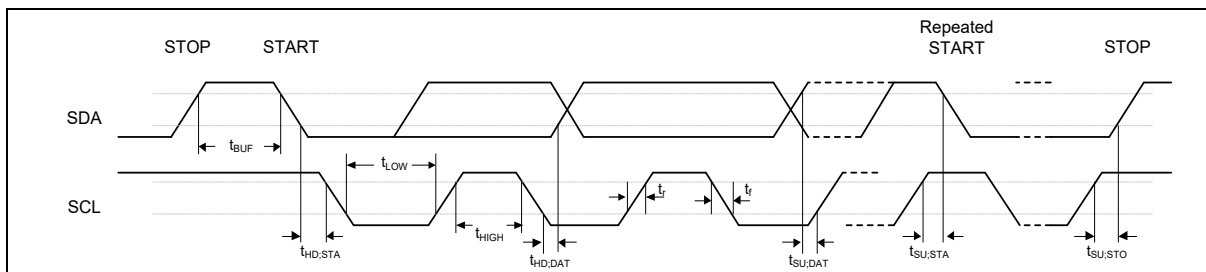 STOP
START
Repeated
START
STOP
SDA
tBUF
tLOW
SCL
tr
tf
tHIGH
tHD;STA
tHD;DAT
tSU;DAT
tSU;STA
tSU;STO